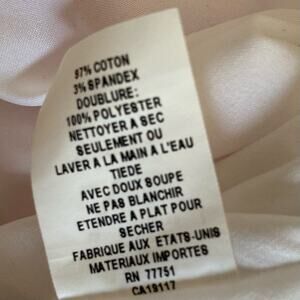 97% COTON
3% SPANDEX
DOUBLURE:
100% POLYESTER
NETTOYER A SEC
SEULEMENT OU
LAVER A LA MAIN A L'EAU
TIEDE
AVEC DOUX SOUPE
NE PAS BLANCHIR
ETENDRE A PLAT POUR
SECHER
FABRIQUE AUX ETATS-UNIS
MATERIAUX IMPORTES
RN 77751
CA19117